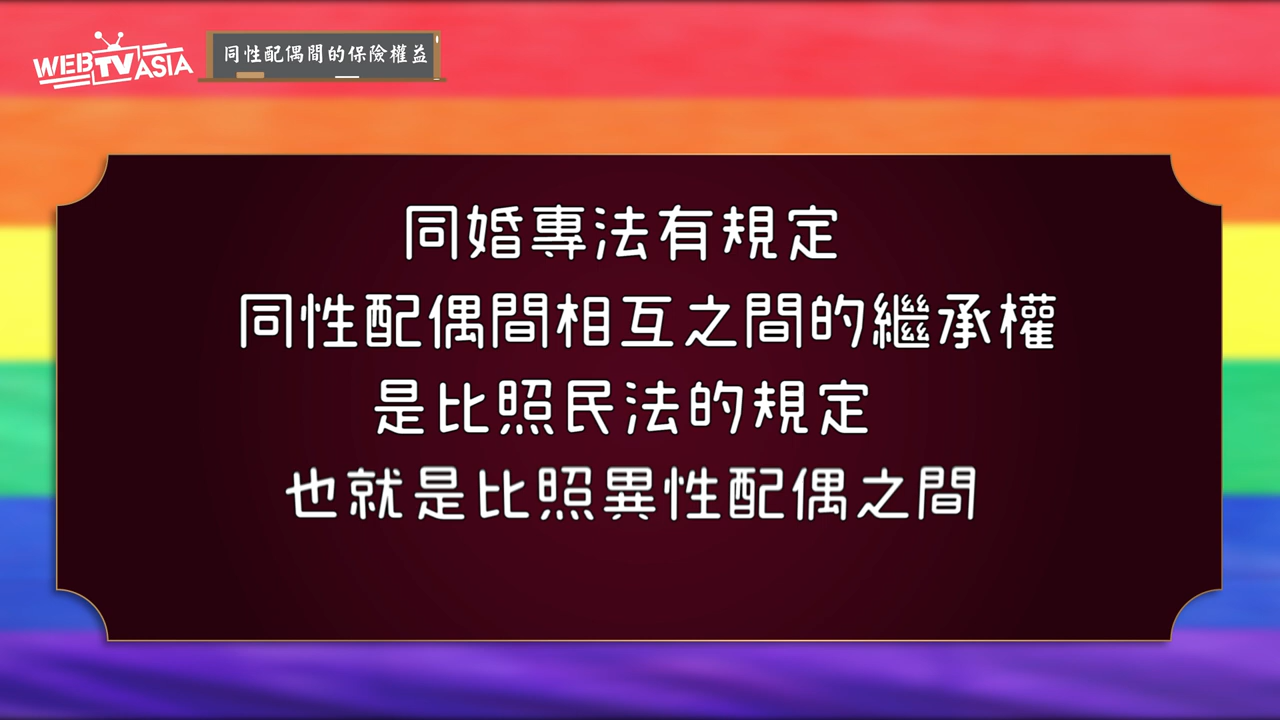 WEBTVASIA
同性配偶間的保險權益
同婚專法有規定
同性配偶間相互之間的繼承權
是比照民法的規定
也就是比照異性配偶之間